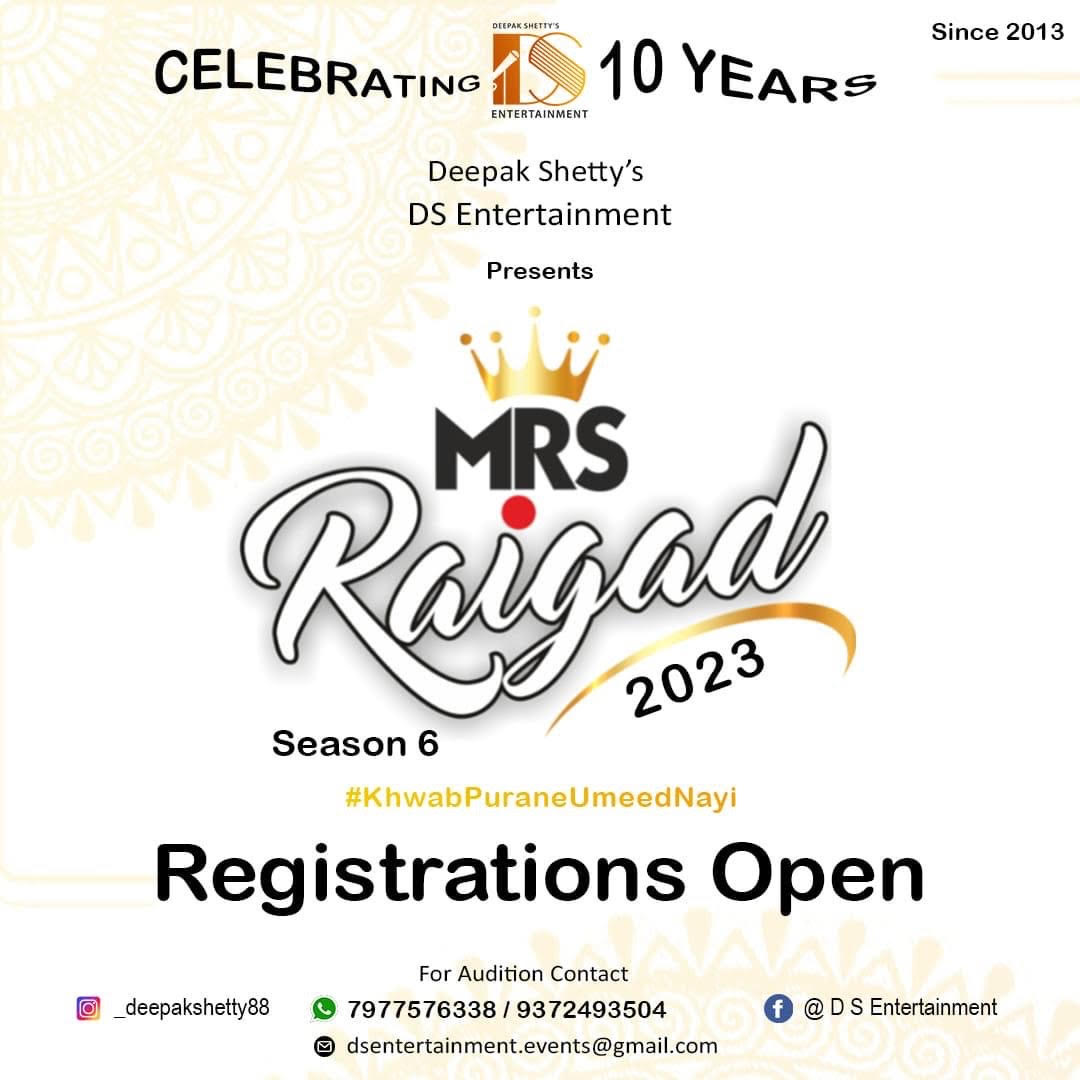 Since 2013
CELEBRATING
DEEPAK SHETTY'S
DS
ENTERTAINMENT
10 YEARS
Deepak Shetty’s
DS Entertainment
Presents
MRS
Raigad
2023
Season 6
#KhwabPuraneUmeedNayi
Registrations Open
For Audition Contact
_deepakshetty88
7977576338 / 9372493504
@ D S Entertainment
dsentertainment.events@gmail.com